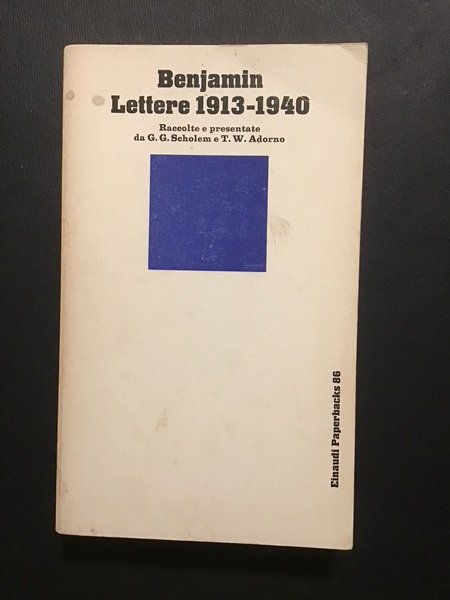 Benjamin
Lettere 1913-1940
Raccolte e presentate
da G. G. Scholem e T. W. Adorno
Einaudi Paperbacks 86